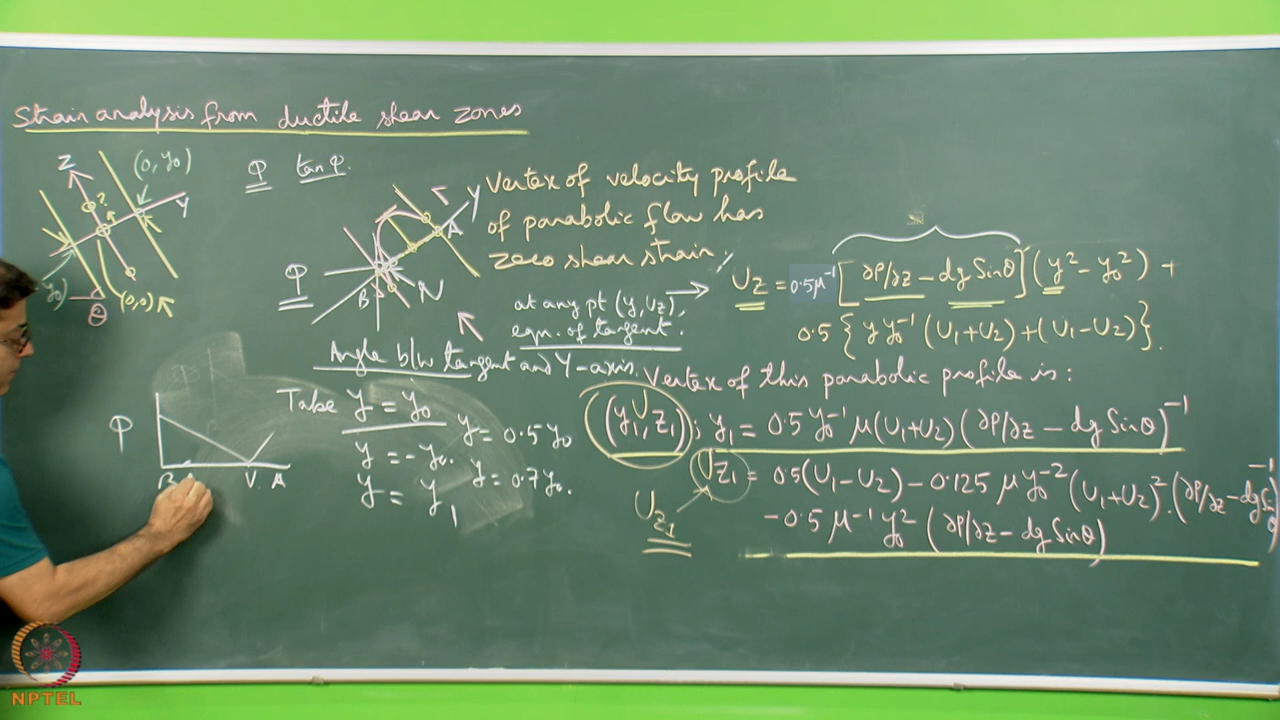 Strain analysis from ductile shear zones
Z
(0, y₀)
Y
?
y₀)
(0,0)
θ
φ tan φ.
Y
A
B
φ
Vertex of velocity profile
of parabolic flow has
zero shear strain.
at any pt (y, Uz),
eqn. of tangent.
Angle b/w tangent and Y-axis.
Uz = 0.5μ⁻¹ [∂P/∂z - dg Sinθ] (y² - y₀²) +
0.5 { y y₀⁻¹ (U₁+U₂) + (U₁-U₂)}.
Vertex of this parabolic profile is:
(y₁, Uz₁); y₁ = 0.5 y₀⁻¹ μ(U₁+U₂) (∂P/∂z - dg Sinθ)⁻¹
Uz₁ = 0.5(U₁-U₂) - 0.125 μ y₀⁻² (U₁+U₂)². (∂P/∂z - dg Sinθ)⁻¹
- 0.5 μ⁻¹ y₀² (∂P/∂z - dg Sinθ)
Uz₁
Take y = y₀
y = -y₀.
y = y₁
y = 0.5 y₀
y = 0.7 y₀.
φ
B
V. A
NPTEL